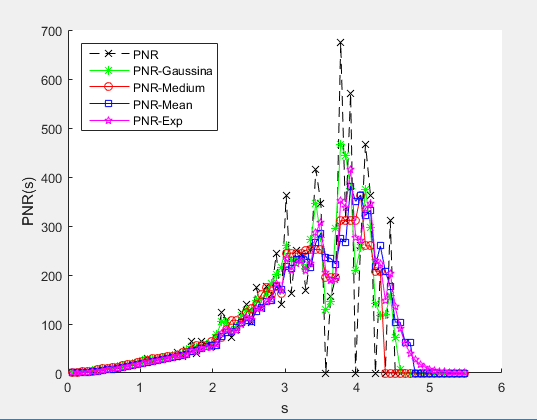 700
600
500
400
300
200
100
0
0
1
2
3
4
5
6
PNR(s)
s
PNR
PNR-Gaussina
PNR-Medium
PNR-Mean
PNR-Exp